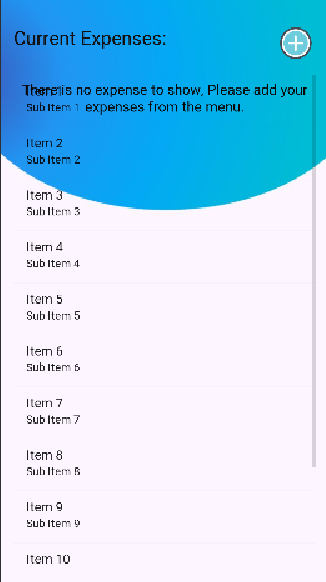 Current Expenses:
There is no expense to show, Please add your
expenses from the menu.
Item 1
Sub Item 1
Item 2
Sub Item 2
Item 3
Sub Item 3
Item 4
Sub Item 4
Item 5
Sub Item 5
Item 6
Sub Item 6
Item 7
Sub Item 7
Item 8
Sub Item 8
Item 9
Sub Item 9
Item 10